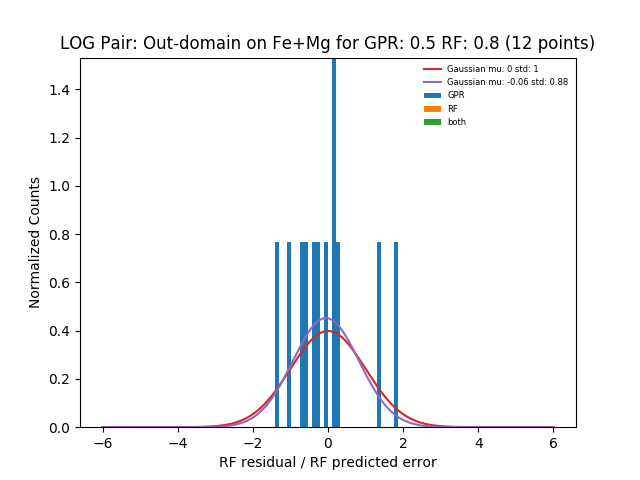 LOG Pair: Out-domain on Fe+Mg for GPR: 0.5 RF: 0.8 (12 points)
Gaussian mu: 0 std: 1
Gaussian mu: -0.06 std: 0.88
GPR
RF
both
1.4
1.2
1.0
0.8
0.6
0.4
0.2
0.0
Normalized Counts
−6 −4 −2 0 2 4 6
RF residual / RF predicted error